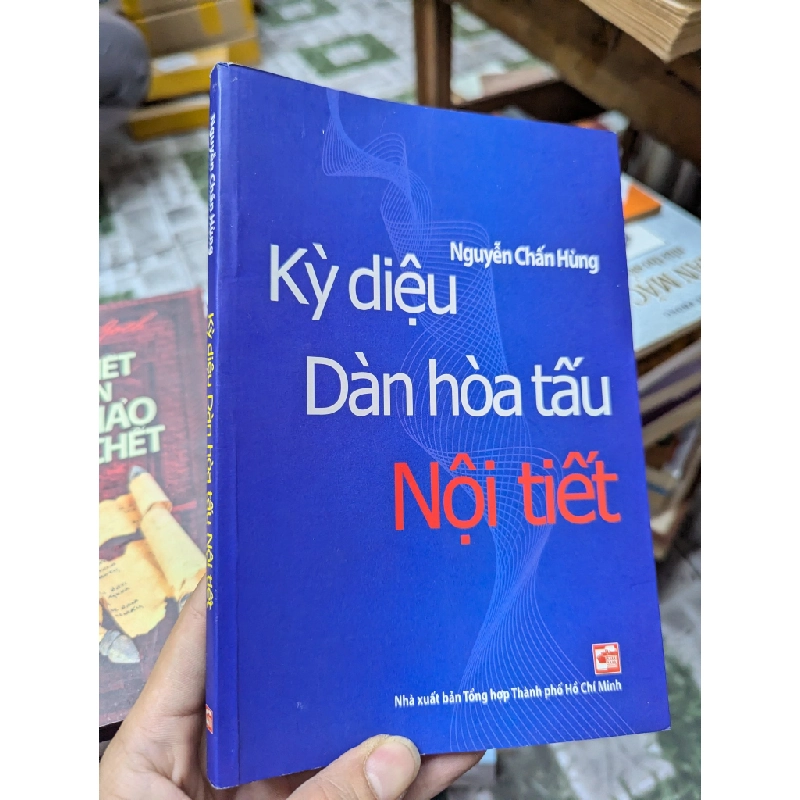 Nguyễn Chấn Hùng
Kỳ diệu
Dàn hòa tấu
Nội tiết
Nhà xuất bản Tổng hợp Thành phố Hồ Chí Minh
Nguyễn Chấn Hùng
Kỳ diệu Dàn hòa tấu Nội tiết
CHẾT